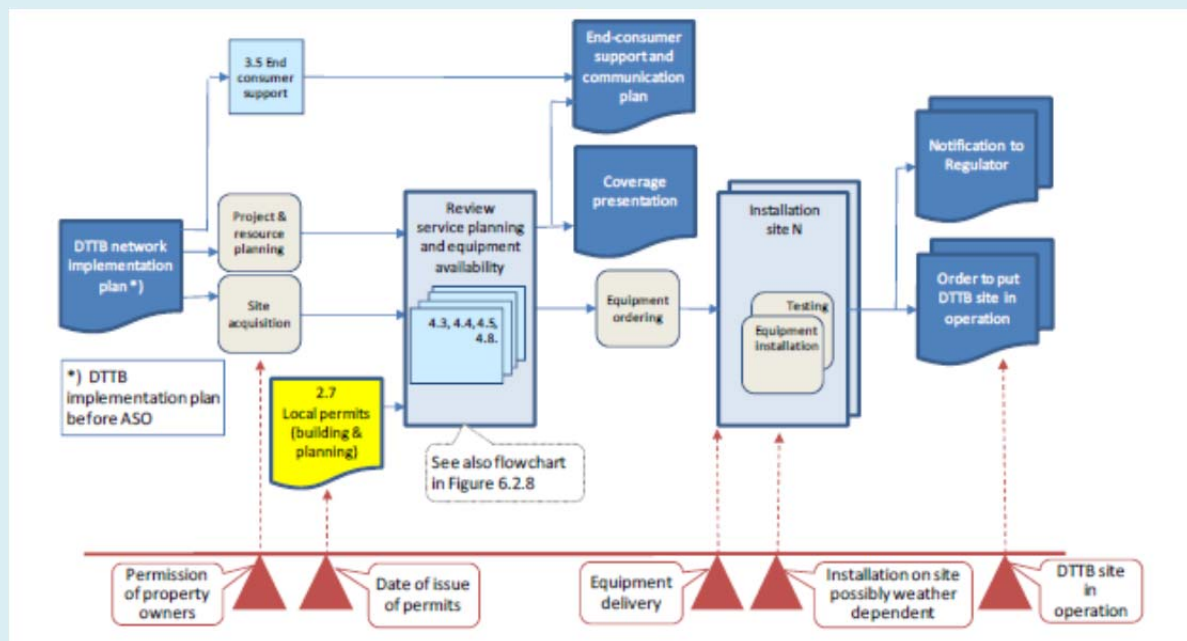 3.5 End
consumer
support
End-consumer
support and
communication
plan
Notification to
Regulator
Coverage
presentation
DTTB network
implementation
plan *)
Project &
resource
planning
Review
service planning
and equipment
availability
Installation
site N
Site
acquisition
4.3, 4.4, 4.5,
4.8.
Equipment
ordering
Testing
Equipment
installation
Order to put
DTTB site in
operation
*) DTTB
implementation plan
before ASO
2.7
Local permits
(building &
planning)
See also flowchart
in Figure 6.2.8
Permission
of property
owners
Date of issue
of permits
Equipment
delivery
Installation on site
possibly weather
dependent
DTTB site
in
operation